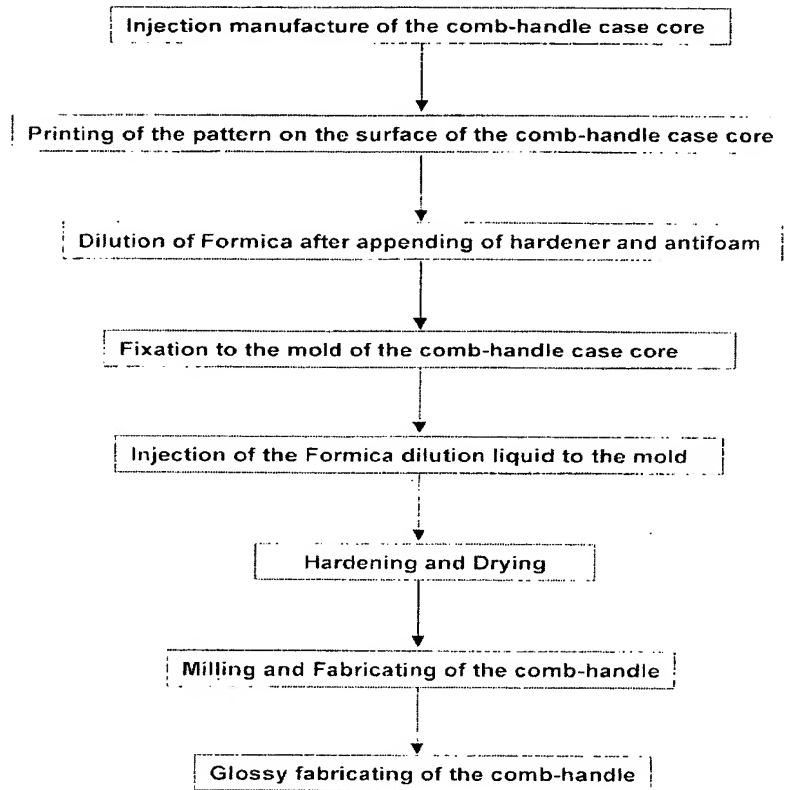 Injection manufacture of the comb-handle case core
Printing of the pattern on the surface of the comb-handle case core
Dilution of Formica after appending of hardener and antifoam
Fixation to the mold of the comb-handle case core
Injection of the Formica dilution liquid to the mold
Hardening and Drying
Milling and Fabricating of the comb-handle
Glossy fabricating of the comb-handle